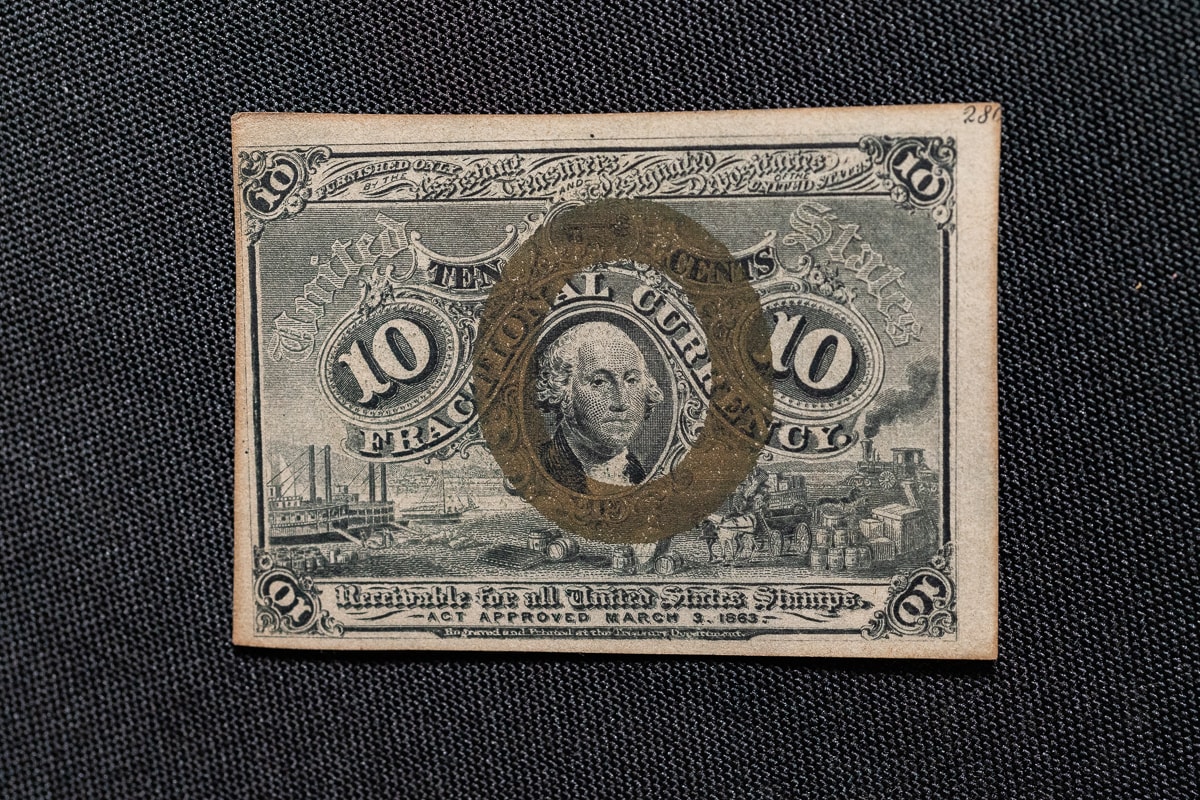 280
10 FURNISHED ONLY BY THE Assistant Treasurers AND Designated Depositaries OF THE UNITED STATES 10
United States
TEN CENTS
10 10
FRACTIONAL CURRENCY.
10 Receivable for all United States Stamps. 10
ACT APPROVED MARCH 3, 1863.
Engraved and Printed at the Treasury Department.